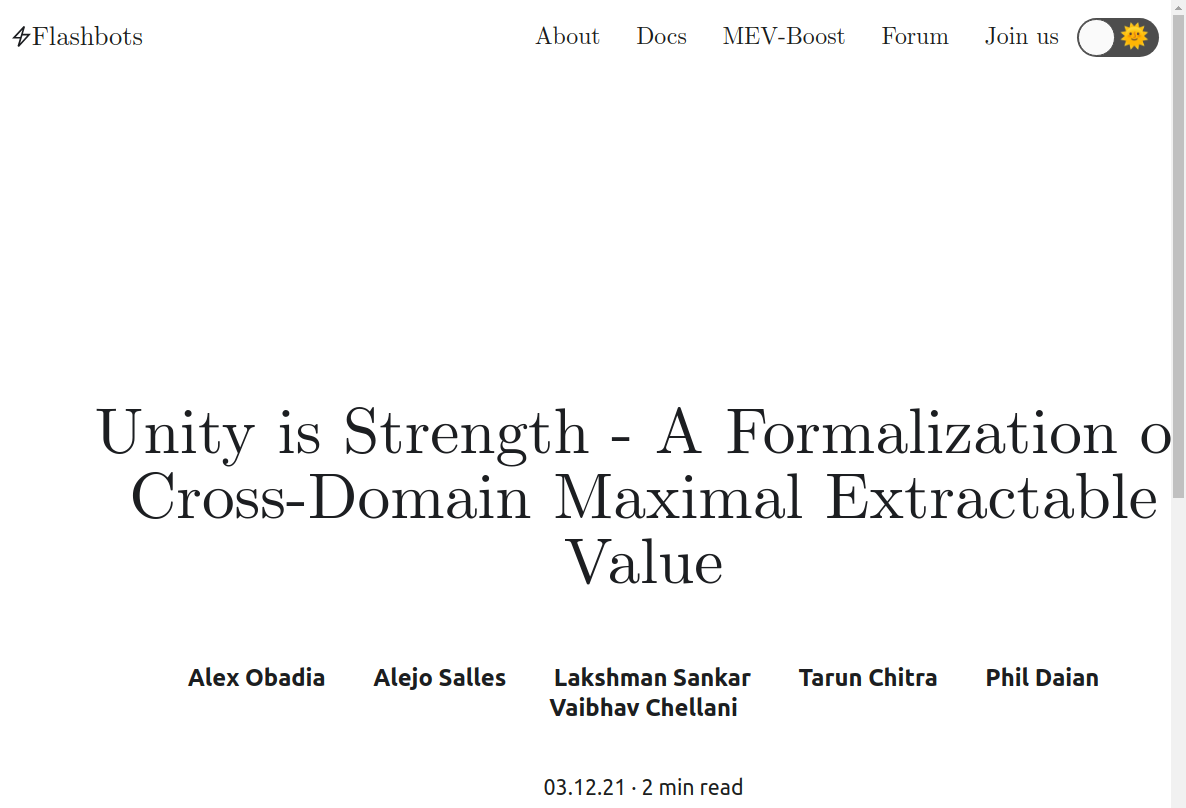 Flashbots
About Docs MEV-Boost Forum Join us
Unity is Strength - A Formalization o
Cross-Domain Maximal Extractable
Value
Alex Obadia Alejo Salles Lakshman Sankar Tarun Chitra Phil Daian
Vaibhav Chellani
03.12.21 · 2 min read